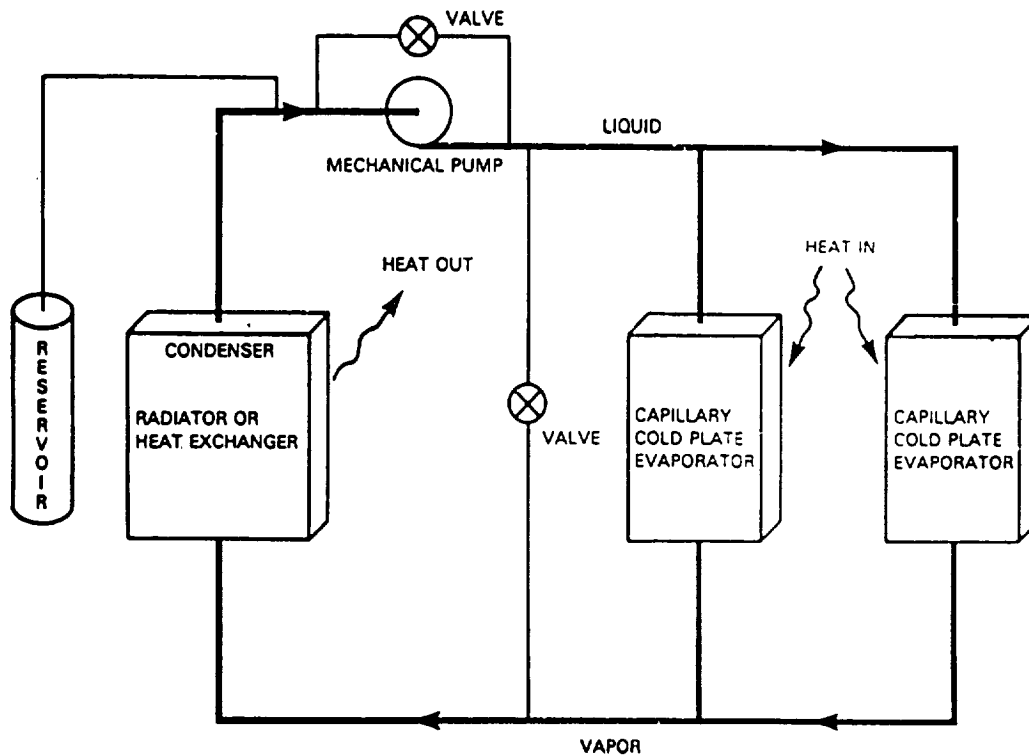 VALVE
LIQUID
MECHANICAL PUMP
HEAT OUT
HEAT IN
RESERVOIR
CONDENSER
RADIATOR OR
HEAT EXCHANGER
VALVE
CAPILLARY
COLD PLATE
EVAPORATOR
CAPILLARY
COLD PLATE
EVAPORATOR
VAPOR